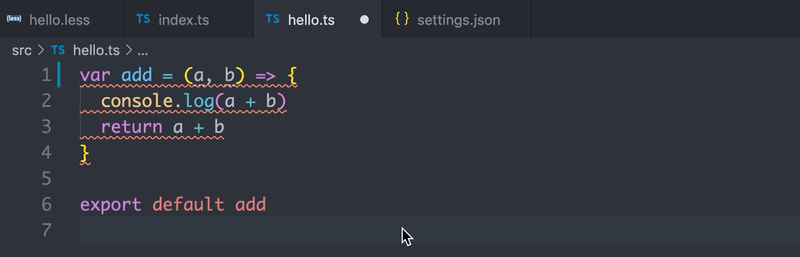 {less} hello.less TS index.ts TS hello.ts {} settings.json
src > TS hello.ts > ...
1 var add = (a, b) => {
2 console.log(a + b)
3 return a + b
4 }
5
6 export default add
7